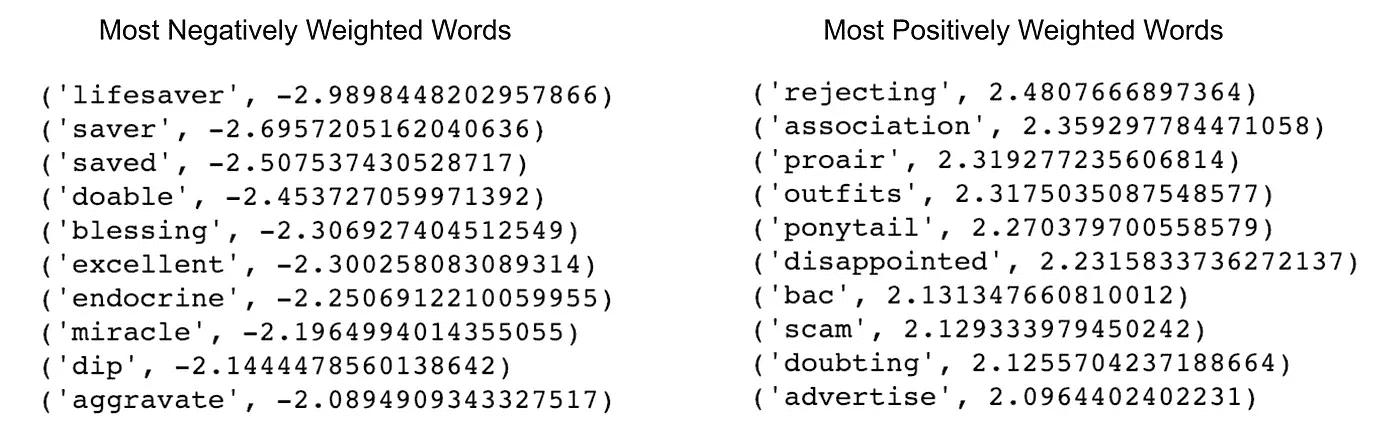 Most Negatively Weighted Words
('lifesaver', -2.9898448202957866)
('saver', -2.6957205162040636)
('saved', -2.507537430528717)
('doable', -2.453727059971392)
('blessing', -2.306927404512549)
('excellent', -2.300258083089314)
('endocrine', -2.2506912210059955)
('miracle', -2.1964994014355055)
('dip', -2.1444478560138642)
('aggravate', -2.0894909343327517)
Most Positively Weighted Words
('rejecting', 2.4807666897364)
('association', 2.359297784471058)
('proair', 2.319277235606814)
('outfits', 2.3175035087548577)
('ponytail', 2.270379700558579)
('disappointed', 2.2315833736272137)
('bac', 2.131347660810012)
('scam', 2.129333979450242)
('doubting', 2.1255704237188664)
('advertise', 2.0964402402231)